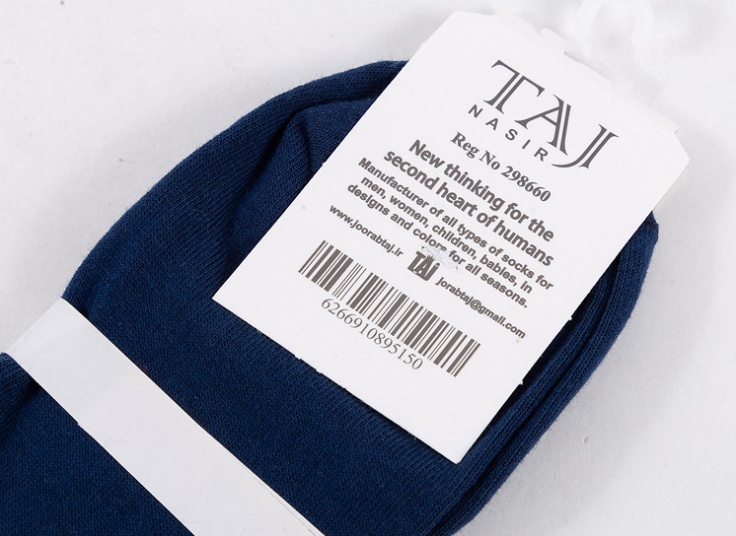 TAJ
NASIR
Reg No 298660
New thinking for the
second heart of humans
Manufacturer of all types of socks for
men, women, children, babies, in
designs and colors for all seasons.
www.joorabtaj.ir
TAJ
jorabtaj@gmail.com
6266910895150